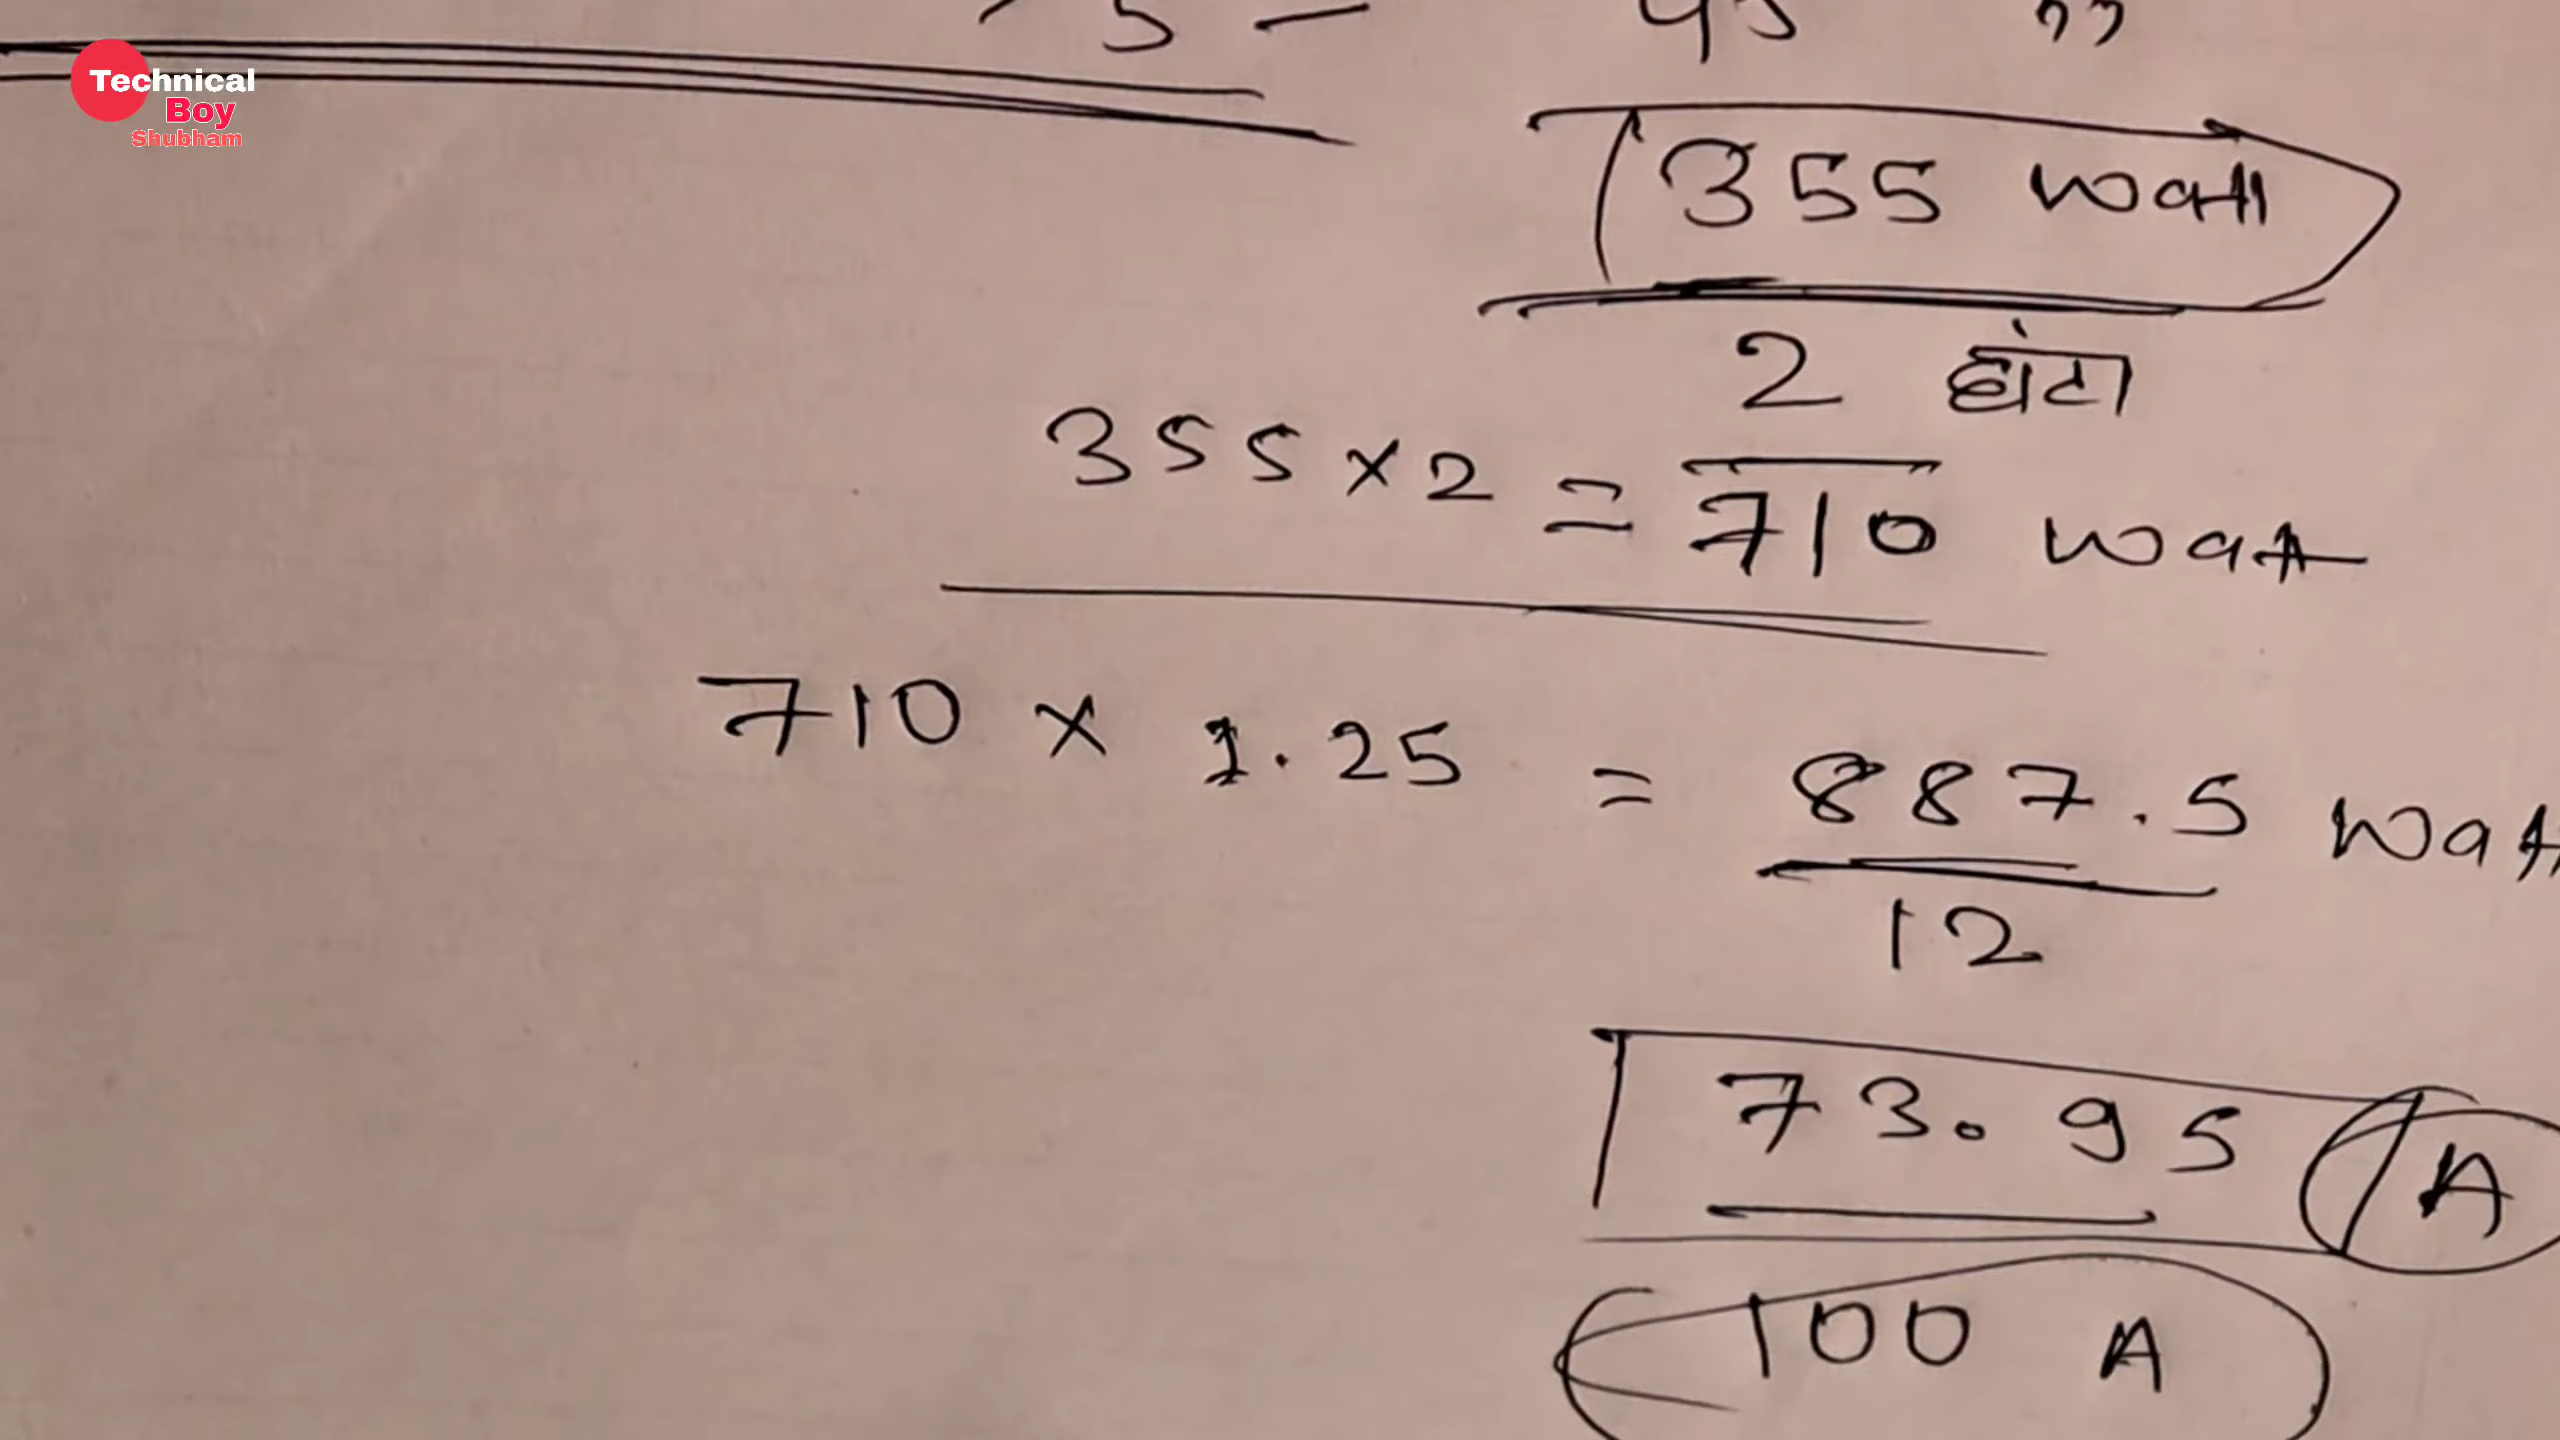 Technical
Boy
Shubham
355 watt
2 घंटा
355 × 2 = 710 watt
710 × 1.25 = 887.5 watt
12
73.95 A
100 A